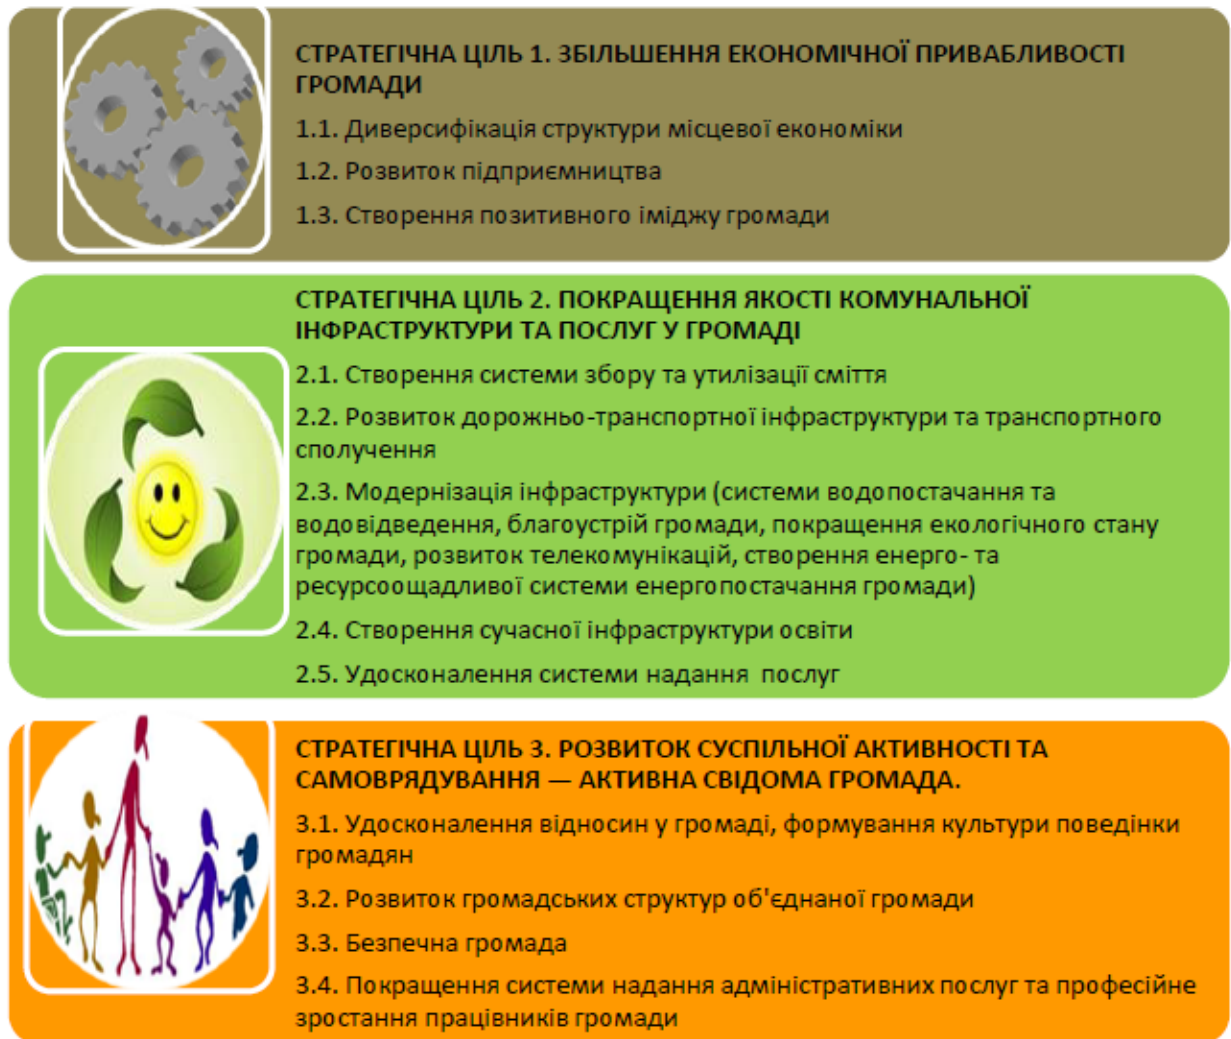 СТРАТЕГІЧНА ЦІЛЬ 1. ЗБІЛЬШЕННЯ ЕКОНОМІЧНОЇ ПРИВАБЛИВОСТІ
ГРОМАДИ
1.1. Диверсифікація структури місцевої економіки
1.2. Розвиток підприємництва
1.3. Створення позитивного іміджу громади
СТРАТЕГІЧНА ЦІЛЬ 2. ПОКРАЩЕННЯ ЯКОСТІ КОМУНАЛЬНОЇ
ІНФРАСТРУКТУРИ ТА ПОСЛУГ У ГРОМАДІ
2.1. Створення системи збору та утилизації сміття
2.2. Розвиток дорожньо-транспортної інфраструктури та транспортного
сполучення
2.3. Модернізація інфраструктури (системи водопостачання та
водовідведення, благоустрій громади, покращення екологічного стану
громади, розвиток телекомунікацій, створення енерго- та
ресурсоощадливої системи енергопостачання громади)
2.4. Створення сучасної інфраструктури освіти
2.5. Удосконалення системи надання  послуг
СТРАТЕГІЧНА ЦІЛЬ 3. РОЗВИТОК СУСПІЛЬНОЇ АКТИВНОСТІ ТА
САМОВРЯДУВАННЯ — АКТИВНА СВІДОМА ГРОМАДА.
3.1. Удосконалення відносин у громаді, формування культури поведінки
громадян
3.2. Розвиток громадських структур об'єднаної громади
3.3. Безпечна громада
3.4. Покращення системи надання адміністративних послуг та професійне
зростання працівників громади